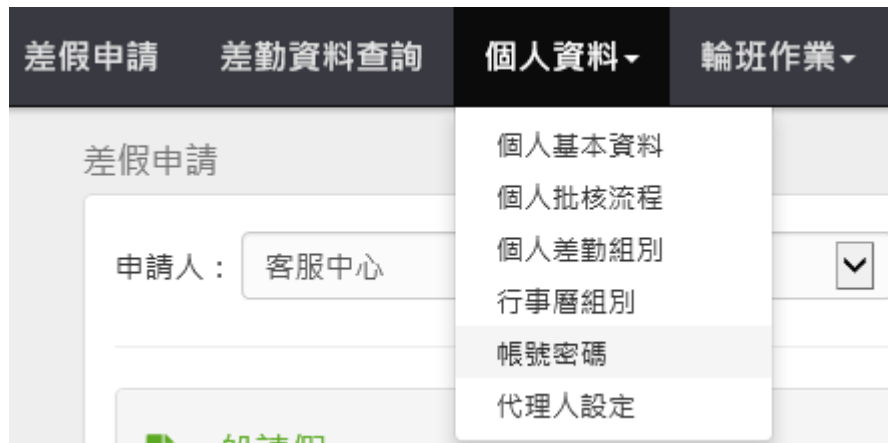 差假申請 差勤資料查詢 個人資料 輪班作業
差假申請
申請人： 客服中心
個人基本資料
個人批核流程
個人差勤組別
行事曆組別
帳號密碼
代理人設定